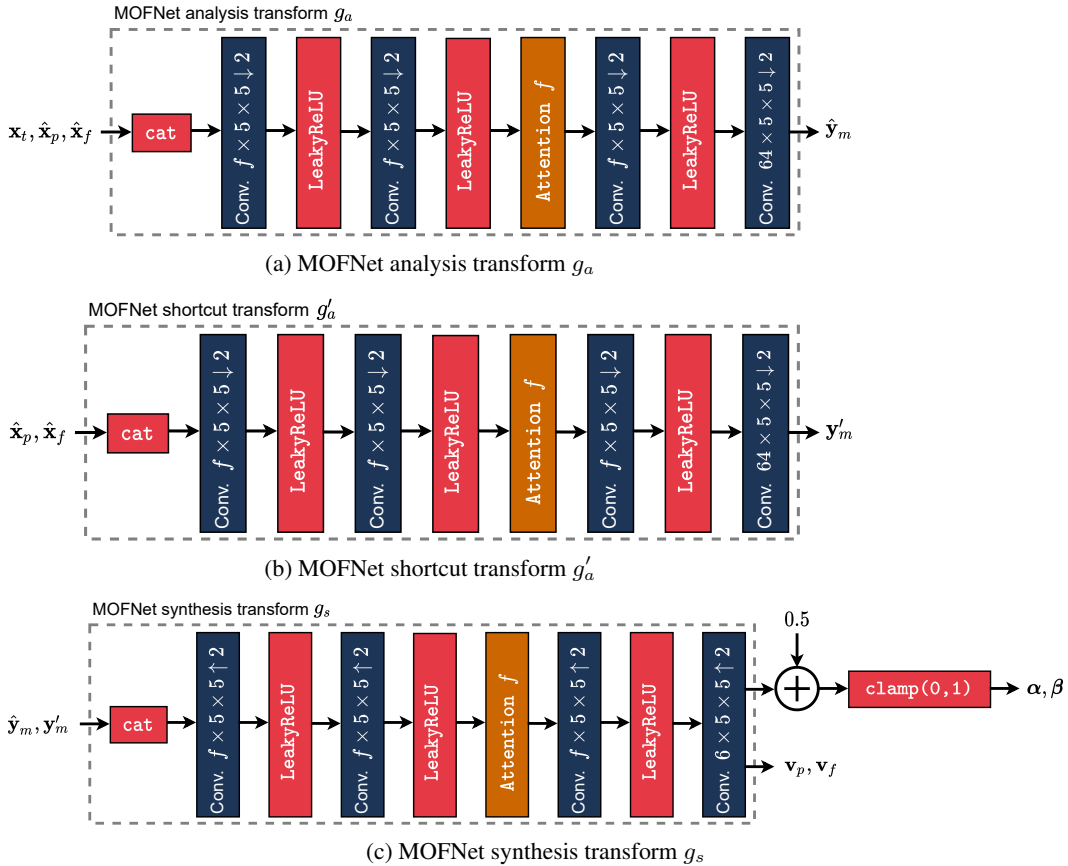 MOFNet analysis transform g_a
x_t, x̂_p, x̂_f
cat
Conv. f × 5 × 5 ↓ 2
LeakyReLU
Conv. f × 5 × 5 ↓ 2
LeakyReLU
Attention f
Conv. f × 5 × 5 ↓ 2
LeakyReLU
Conv. 64 × 5 × 5 ↓ 2
ŷ_m
(a) MOFNet analysis transform g_a
MOFNet shortcut transform g'_a
x̂_p, x̂_f
cat
Conv. f × 5 × 5 ↓ 2
LeakyReLU
Conv. f × 5 × 5 ↓ 2
LeakyReLU
Attention f
Conv. f × 5 × 5 ↓ 2
LeakyReLU
Conv. 64 × 5 × 5 ↓ 2
y'_m
(b) MOFNet shortcut transform g'_a
MOFNet synthesis transform g_s
ŷ_m, y'_m
cat
Conv. f × 5 × 5 ↑ 2
LeakyReLU
Conv. f × 5 × 5 ↑ 2
LeakyReLU
Attention f
Conv. f × 5 × 5 ↑ 2
LeakyReLU
Conv. 6 × 5 × 5 ↑ 2
0.5
+
clamp(0,1)
α, β
v_p, v_f
(c) MOFNet synthesis transform g_s